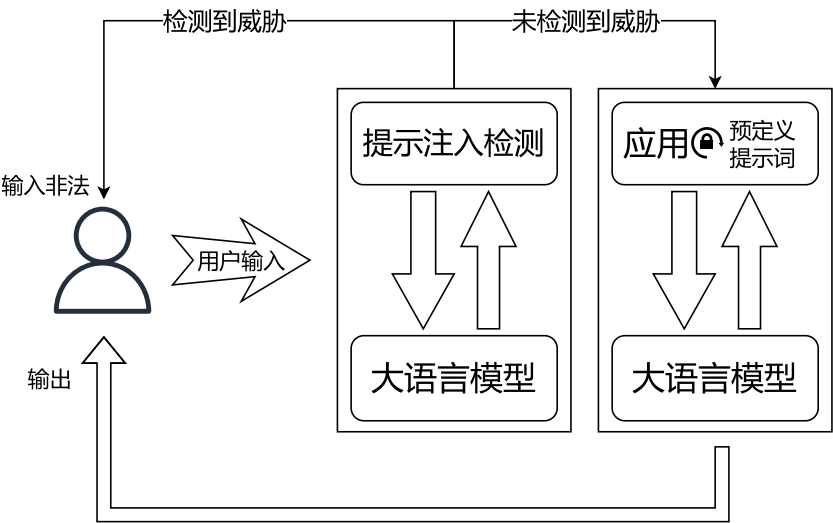 检测到威胁
未检测到威胁
提示注入检测
应用
预定义
提示词
输入非法
用户输入
输出
大语言模型
大语言模型